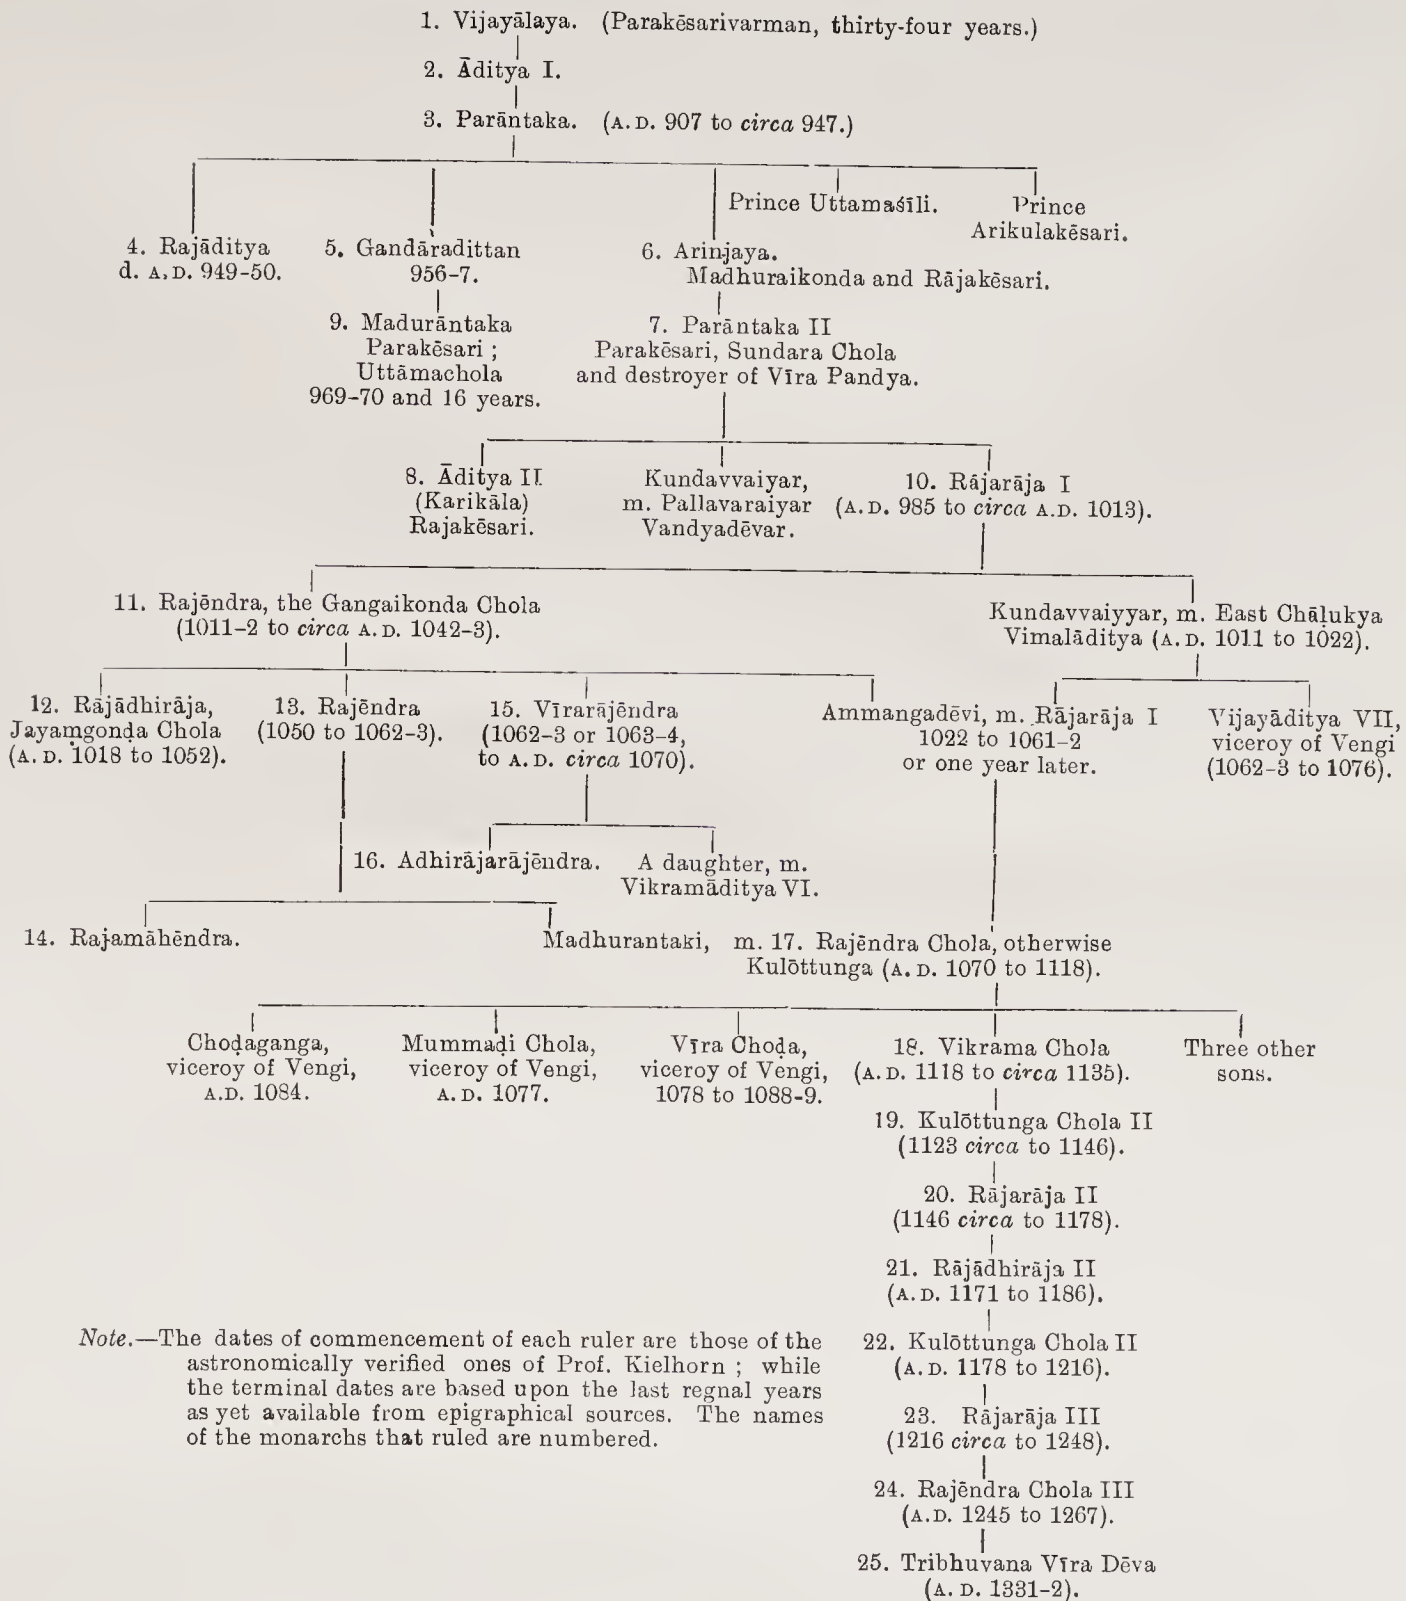 1. Vijayālaya. (Parakēsarivarman, thirty-four years.)
2. Āditya I.
3. Parāntaka. (A.D. 907 to circa 947.)
Prince Uttamaśīli.
Prince
Arikulakēsari.
4. Rajāditya
d. A.D. 949-50.
5. Gandāradittan
956-7.
6. Arinjaya.
Madhuraikonda and Rājakēsari.
9. Madurāntaka
Parakēsari ;
Uttāmachola
969-70 and 16 years.
7. Parāntaka II
Parakēsari, Sundara Chola
and destroyer of Vīra Pandya.
8. Āditya II
(Karikāla)
Rajakēsari.
Kundavvaiyar,
m. Pallavaraiyar
Vandyadēvar.
10. Rājarāja I
(A.D. 985 to circa A.D. 1013).
11. Rajēndra, the Gangaikonda Chola
(1011-2 to circa A.D. 1042-3).
Kundavvaiyyar, m. East Chāḷukya
Vimalāditya (A.D. 1011 to 1022).
12. Rājādhirāja,
Jayaṃgonḍa Chola
(A.D. 1018 to 1052).
13. Rajēndra
(1050 to 1062-3).
15. Vīrarājēndra
(1062-3 or 1063-4,
to A.D. circa 1070).
Ammangadēvi, m. Rājarāja I
1022 to 1061-2
or one year later.
Vijayāditya VII,
viceroy of Vengi
(1062-3 to 1076).
16. Adhirājarājēndra.
A daughter, m.
Vikramāditya VI.
14. Rajamāhēndra.
Madhurantaki, m. 17. Rajēndra Chola, otherwise
Kulōttunga (A.D. 1070 to 1118).
Choḍaganga,
viceroy of Vengi,
A.D. 1084.
Mummaḍi Chola,
viceroy of Vengi,
A.D. 1077.
Vīra Choḍa,
viceroy of Vengi,
1078 to 1088-9.
18. Vikrama Chola
(A.D. 1118 to circa 1135).
Three other
sons.
19. Kulōttunga Chola II
(1123 circa to 1146).
20. Rājarāja II
(1146 circa to 1178).
21. Rājādhirāja II
(A.D. 1171 to 1186).
22. Kulōttunga Chola II
(A.D. 1178 to 1216).
23. Rājarāja III
(1216 circa to 1248).
24. Rajēndra Chola III
(A.D. 1245 to 1267).
25. Tribhuvana Vīra Dēva
(A.D. 1331-2).
Note.—The dates of commencement of each ruler are those of the
astronomically verified ones of Prof. Kielhorn ; while
the terminal dates are based upon the last regnal years
as yet available from epigraphical sources. The names
of the monarchs that ruled are numbered.